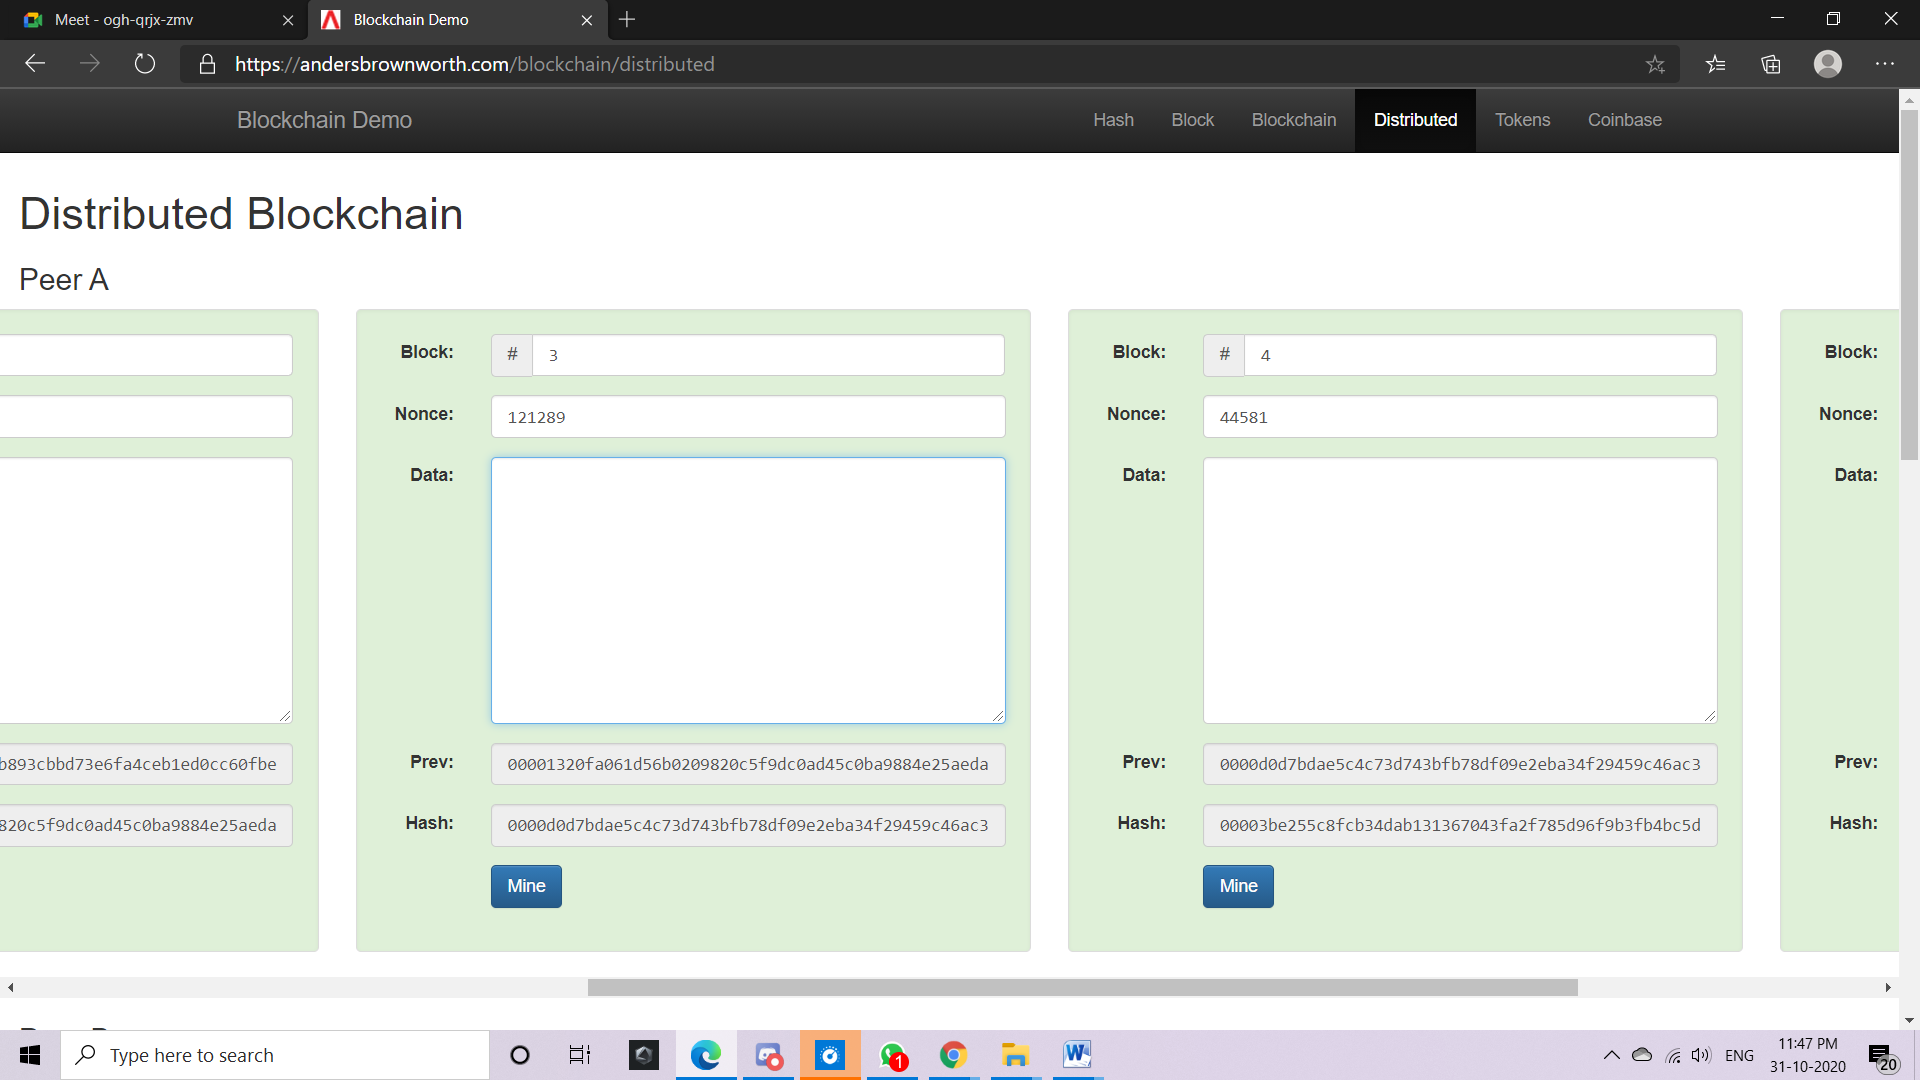 Meet - ogh-qrjx-zmv
Blockchain Demo
https://andersbrownworth.com/blockchain/distributed
Blockchain Demo
Hash Block Blockchain Distributed Tokens Coinbase
Distributed Blockchain
Peer A
Block: # 3 Block: # 4 Block:
Nonce: 121289 Nonce: 44581 Nonce:
Data: Data: Data:
b893cbbd73e6fa4ceb1ed0cc60fbe Prev: 00001320fa061d56b0209820c5f9dc0ad45c0ba9884e25aeda Prev: 0000d0d7bdae5c4c73d743bfb78df09e2eba34f29459c46ac3 Prev:
820c5f9dc0ad45c0ba9884e25aeda Hash: 0000d0d7bdae5c4c73d743bfb78df09e2eba34f29459c46ac3 Hash: 00003be255c8fcb34dab131367043fa2f785d96f9b3fb4bc5d Hash:
Mine Mine
Type here to search
1
ENG
11:47 PM
31-10-2020
20